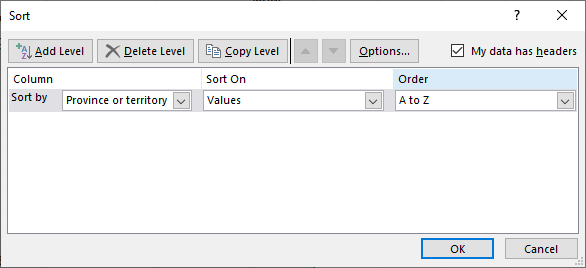 Sort
?
Add Level Delete Level Copy Level Options... My data has headers
Column Sort On Order
Sort by Province or territory Values A to Z
OK Cancel